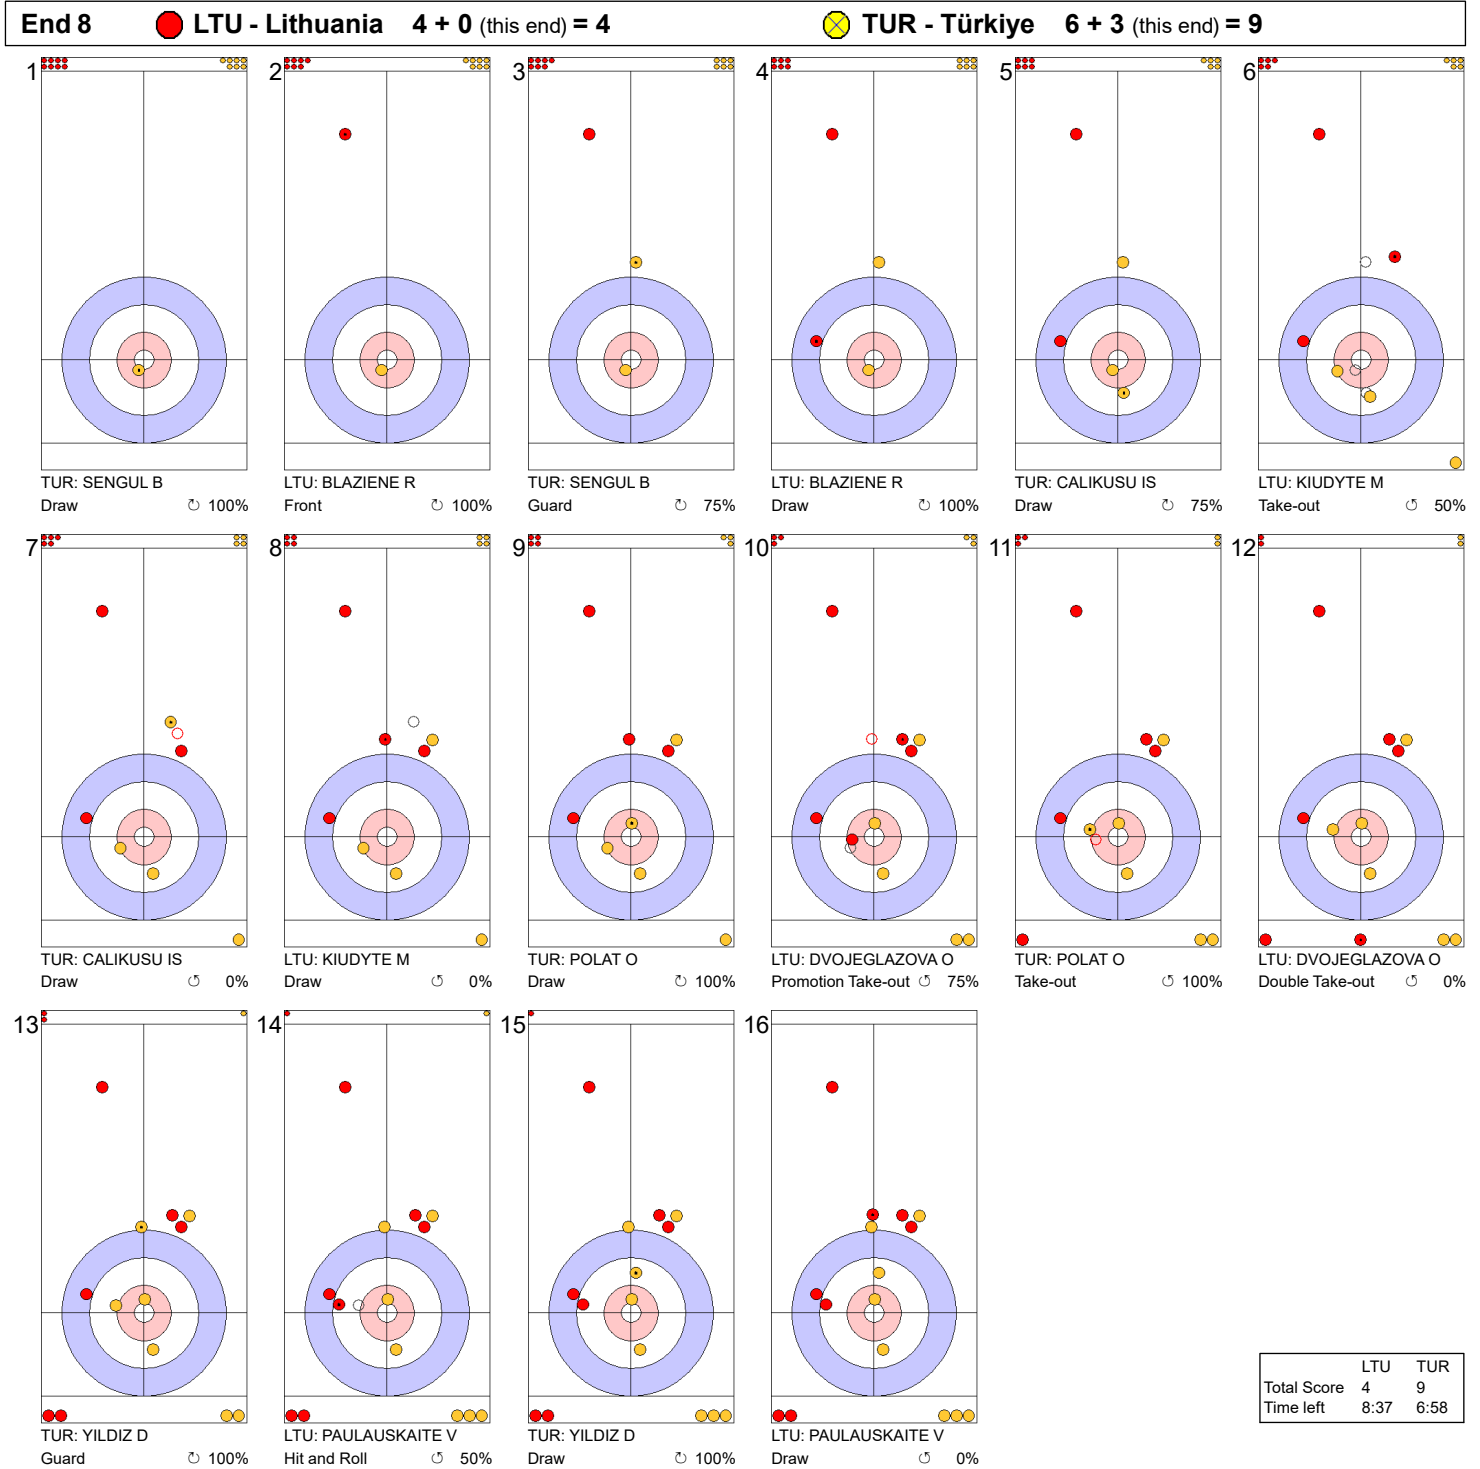 End 8 LTU - Lithuania 4 + 0 (this end) = 4 TUR - Türkiye 6 + 3 (this end) = 9
1 2 3 4 5 6
TUR: SENGUL B LTU: BLAZIENE R TUR: SENGUL B LTU: BLAZIENE R TUR: CALIKUSU IS LTU: KIUDYTE M
Draw ↻ 100% Front ↻ 100% Guard ↻ 75% Draw ↻ 100% Draw ↻ 75% Take-out ↺ 50%
7 8 9 10 11 12
TUR: CALIKUSU IS LTU: KIUDYTE M TUR: POLAT O LTU: DVOJEGLAZOVA O TUR: POLAT O LTU: DVOJEGLAZOVA O
Draw ↺ 0% Draw ↺ 0% Draw ↻ 100% Promotion Take-out ↺ 75% Take-out ↻ 100% Double Take-out ↺ 0%
13 14 15 16
LTU TUR
Total Score 4 9
Time left 8:37 6:58
TUR: YILDIZ D LTU: PAULAUSKAITE V TUR: YILDIZ D LTU: PAULAUSKAITE V
Guard ↻ 100% Hit and Roll ↺ 50% Draw ↻ 100% Draw ↺ 0%